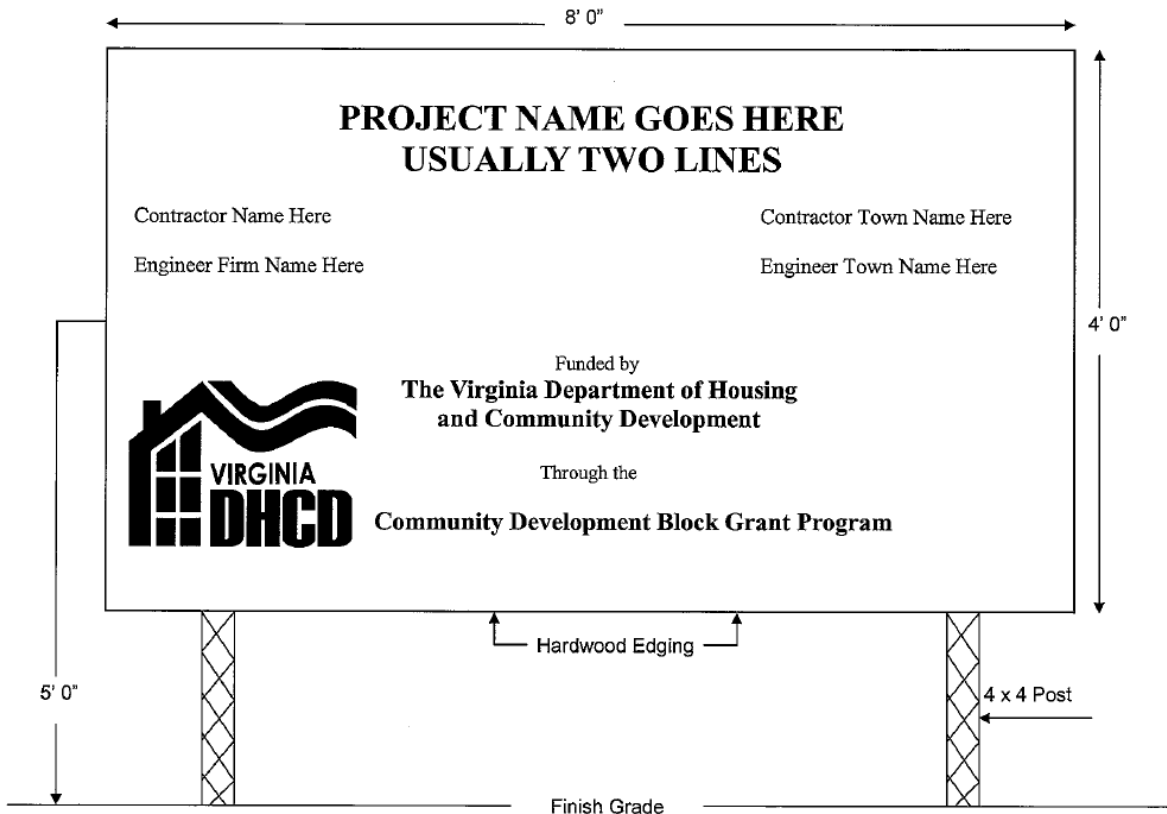 8' 0"
PROJECT NAME GOES HERE
USUALLY TWO LINES
Contractor Name Here
Contractor Town Name Here
Engineer Firm Name Here
Engineer Town Name Here
4' 0"
Funded by
The Virginia Department of Housing
and Community Development
VIRGINIA
DHCD
Through the
Community Development Block Grant Program
Hardwood Edging
5' 0"
4 x 4 Post
Finish Grade